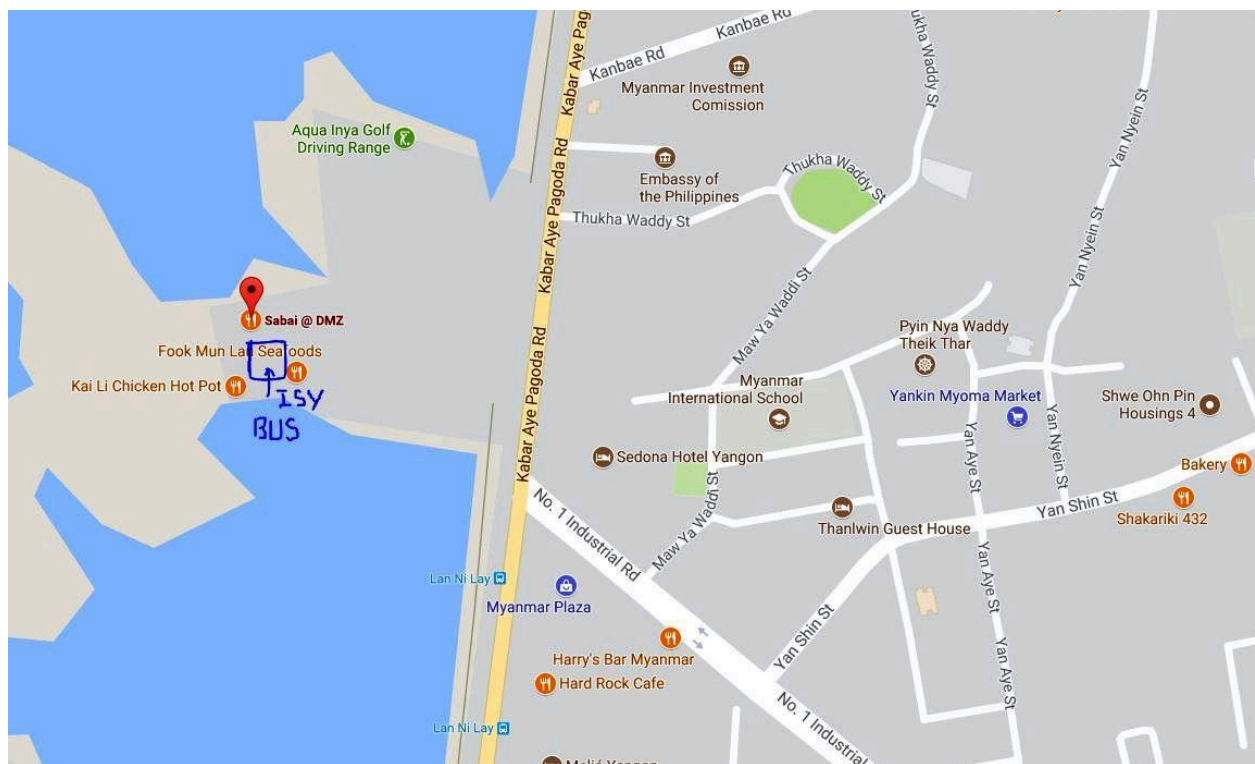 Kanbae Rd
Kanbae Rd
Kabar Aye Pag
Thukha Waddy St
Myanmar Investment
Comission
Yan Nyein St
Aqua Inya Golf
Driving Range
Embassy of
the Philippines
Thukha Waddy St
Thukha Waddy St
Kabar Aye Pagoda Rd
Yan Nyein St
Maw Ya Waddi St
Sabai @ DMZ
Fook Mun Lau Seafoods
Kai Li Chicken Hot Pot
ISY
BUS
Kabar Aye Pagoda Rd
Pyin Nya Waddy
Theik Thar
Myanmar
International School
Yankin Myoma Market
Shwe Ohn Pin
Housings 4
Sedona Hotel Yangon
Yan Aye St
Yan Nyein St
Bakery
Shakariki 432
Yan Shin St
Thanlwin Guest House
No. 1 Industrial Rd
Maw Ya Waddi St
Lan Ni Lay
Myanmar Plaza
Yan Aye St
Yan Shin St
Harry's Bar Myanmar
Hard Rock Cafe
Yan Aye St
No. 1 Industrial
Lan Ni Lay